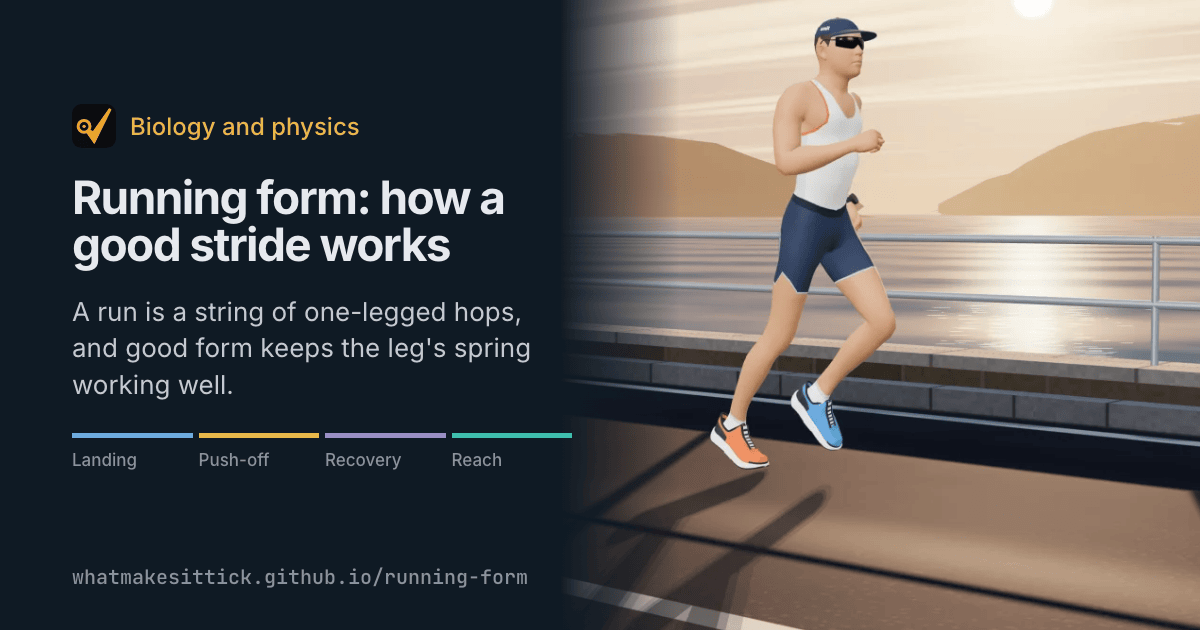 Biology and physics
Running form: how a
good stride works
A run is a string of one-legged hops,
and good form keeps the leg's spring
working well.
Landing
Push-off
Recovery
Reach
whatmakesittick.github.io/running-form